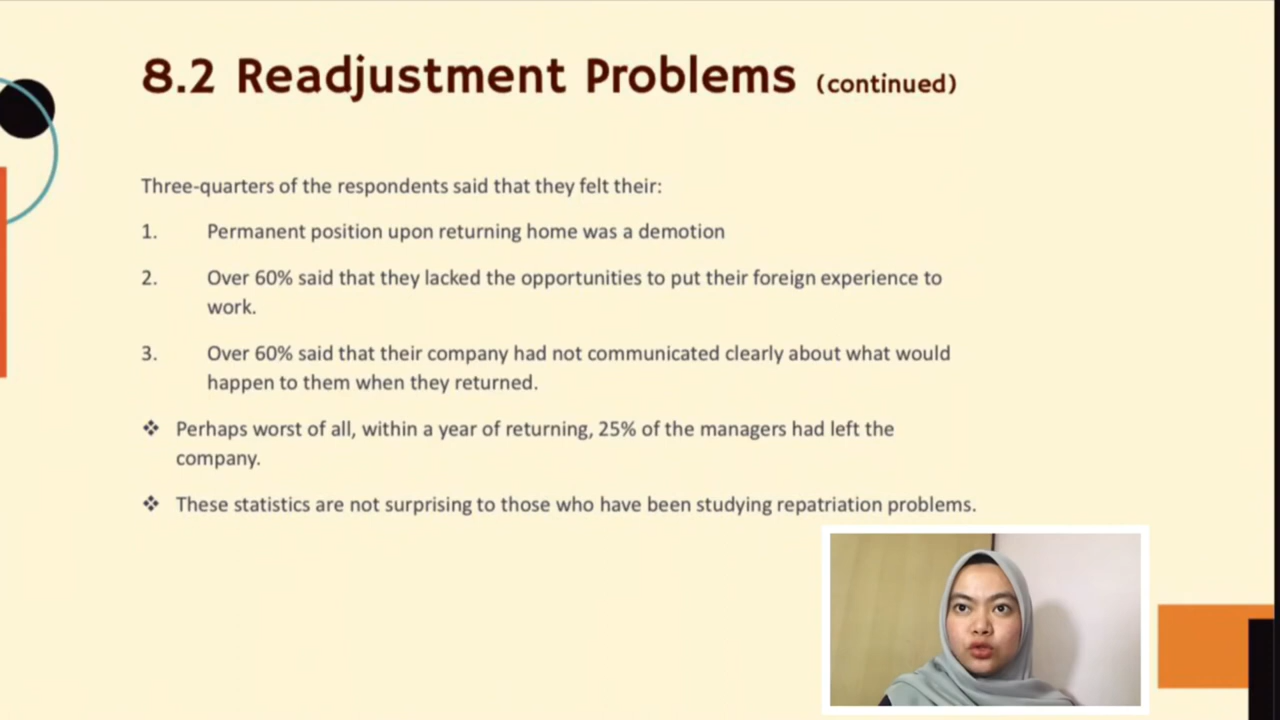 8.2 Readjustment Problems (continued)
Three-quarters of the respondents said that they felt their:
1. Permanent position upon returning home was a demotion
2. Over 60% said that they lacked the opportunities to put their foreign experience to
work.
3. Over 60% said that their company had not communicated clearly about what would
happen to them when they returned.
❖ Perhaps worst of all, within a year of returning, 25% of the managers had left the
company.
❖ These statistics are not surprising to those who have been studying repatriation problems.